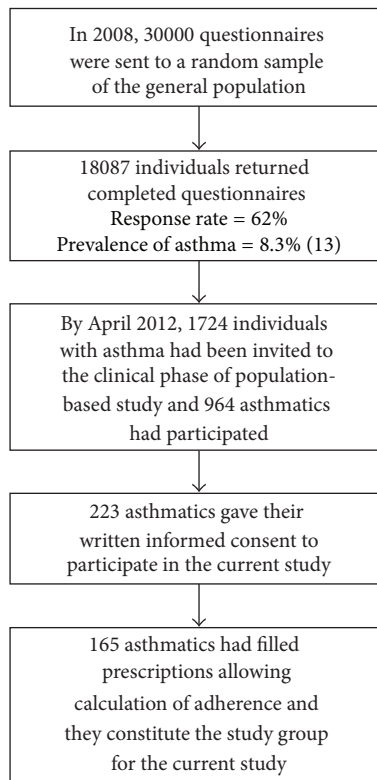 In 2008, 30000 questionnaires
were sent to a random sample
of the general population
18087 individuals returned
completed questionnaires
Response rate = 62%
Prevalence of asthma = 8.3% (13)
By April 2012, 1724 individuals
with asthma had been invited to
the clinical phase of population-
based study and 964 asthmatics
had participated
223 asthmatics gave their
written informed consent to
participate in the current study
165 asthmatics had filled
prescriptions allowing
calculation of adherence and
they constitute the study group
for the current study